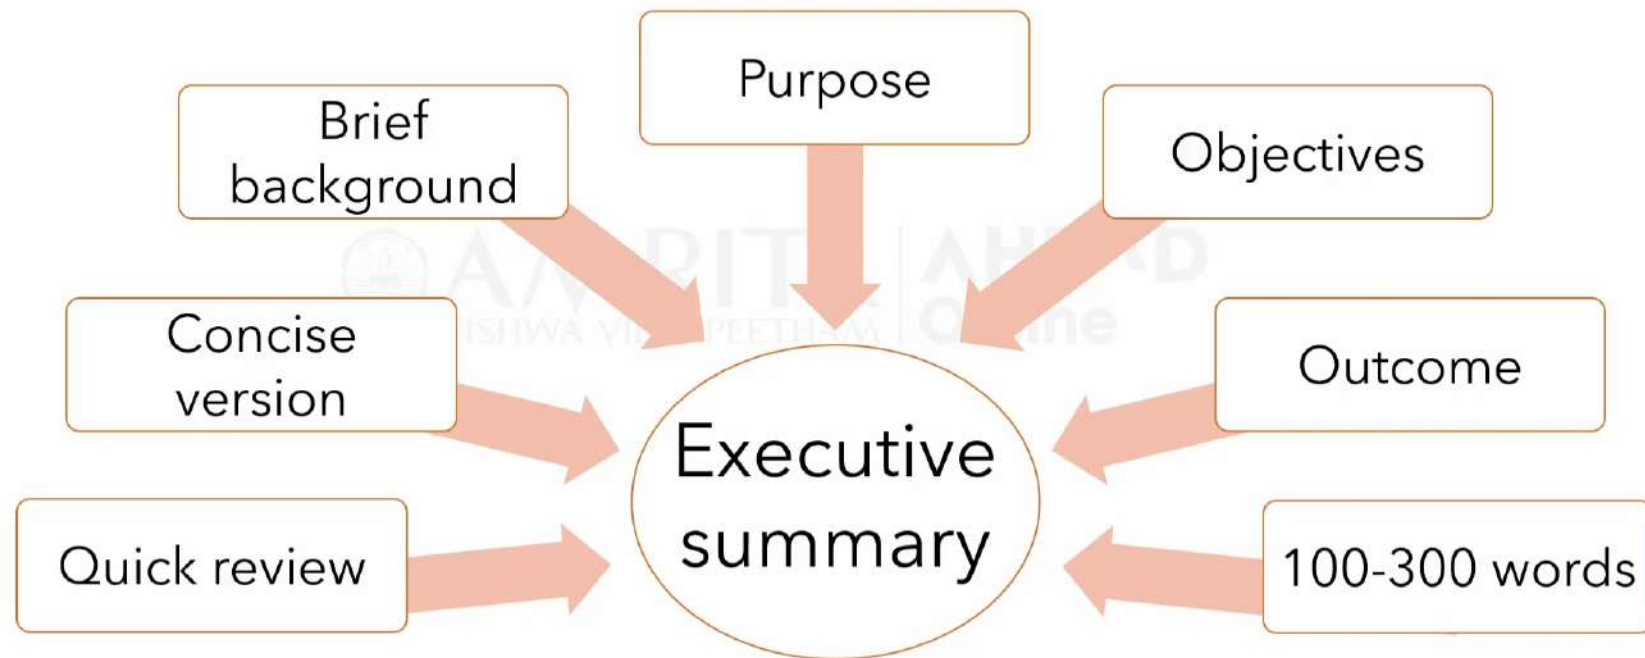 Purpose
Brief
background
Objectives
Concise
version
Outcome
Executive
summary
Quick review
100-300 words